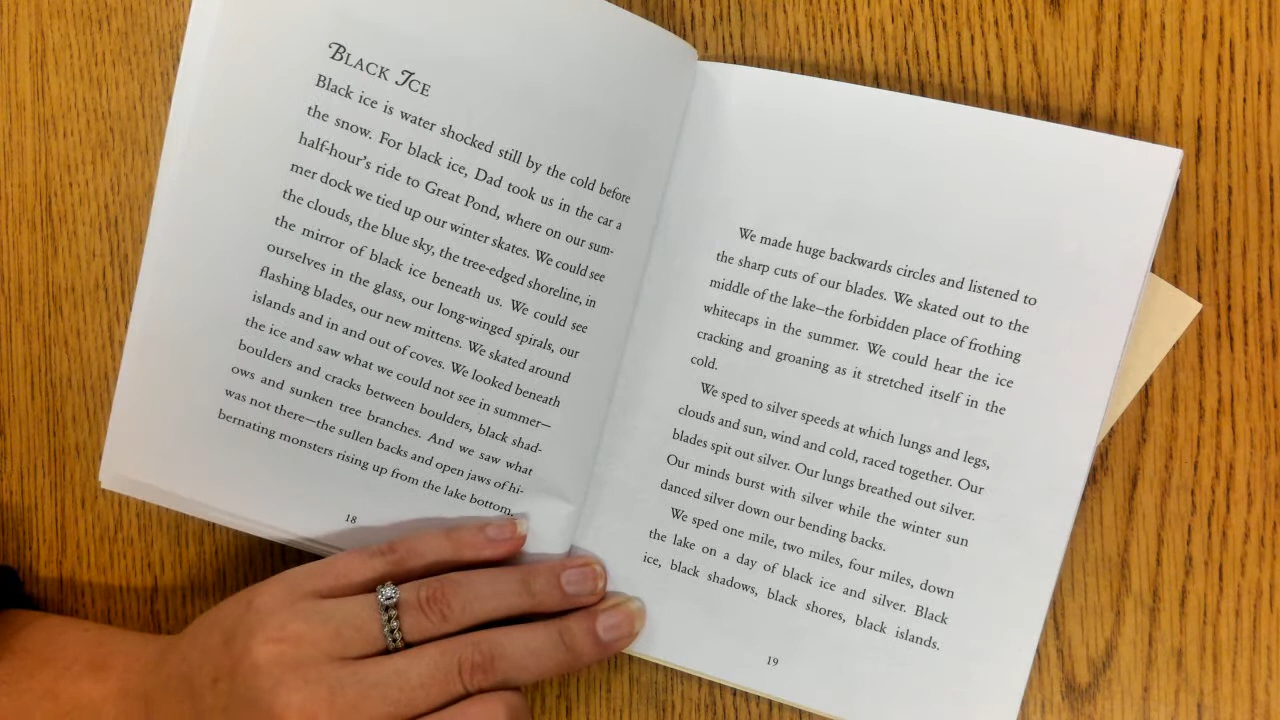 BLACK ICE
Black ice is water shocked still by the cold before
the snow. For black ice, Dad took us in the car a
half-hour's ride to Great Pond, where on our sum-
mer dock we tied up our winter skates. We could see
the clouds, the blue sky, the tree-edged shoreline, in
the mirror of black ice beneath us. We could see
ourselves in the glass, our long-winged spirals, our
flashing blades, our new mittens. We skated around
islands and in and out of coves. We looked beneath
the ice and saw what we could not see in summer—
boulders and cracks between boulders, black shad-
ows and sunken tree branches. And we saw what
was not there—the sullen backs and open jaws of hi-
bernating monsters rising up from the lake bottom.
18
We made huge backwards circles and listened to
the sharp cuts of our blades. We skated out to the
middle of the lake—the forbidden place of frothing
whitecaps in the summer. We could hear the ice
cracking and groaning as it stretched itself in the
cold.
We sped to silver speeds at which lungs and legs,
clouds and sun, wind and cold, raced together. Our
blades spit out silver. Our lungs breathed out silver.
Our minds burst with silver while the winter sun
danced silver down our bending backs.
We sped one mile, two miles, four miles, down
the lake on a day of black ice and silver. Black
ice, black shadows, black shores, black islands.
19